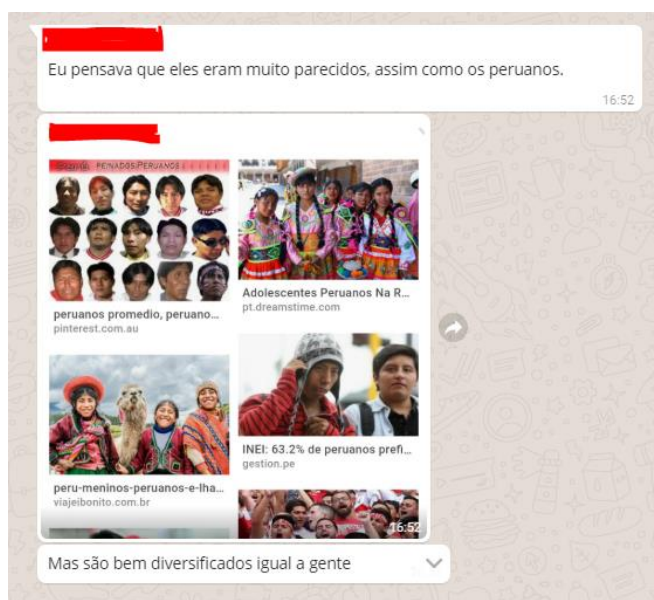 Eu pensava que eles eram muito parecidos, assim como os peruanos.
16:52
PEINADOS PERUANOS
peruanos promedio, peruano...
pinterest.com.au
Adolescentes Peruanos Na R...
pt.dreamstime.com
peru-meninos-peruanos-e-lha...
viajeibonito.com.br
INEI: 63.2% de peruanos prefi...
gestion.pe
16:52
Mas são bem diversificados igual a gente